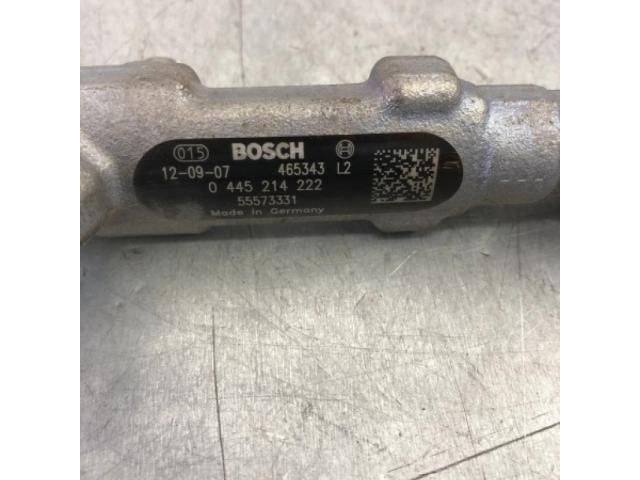 015 BOSCH
12-09-07 465343 L2
0 445 214 222
55573331
Made in Germany